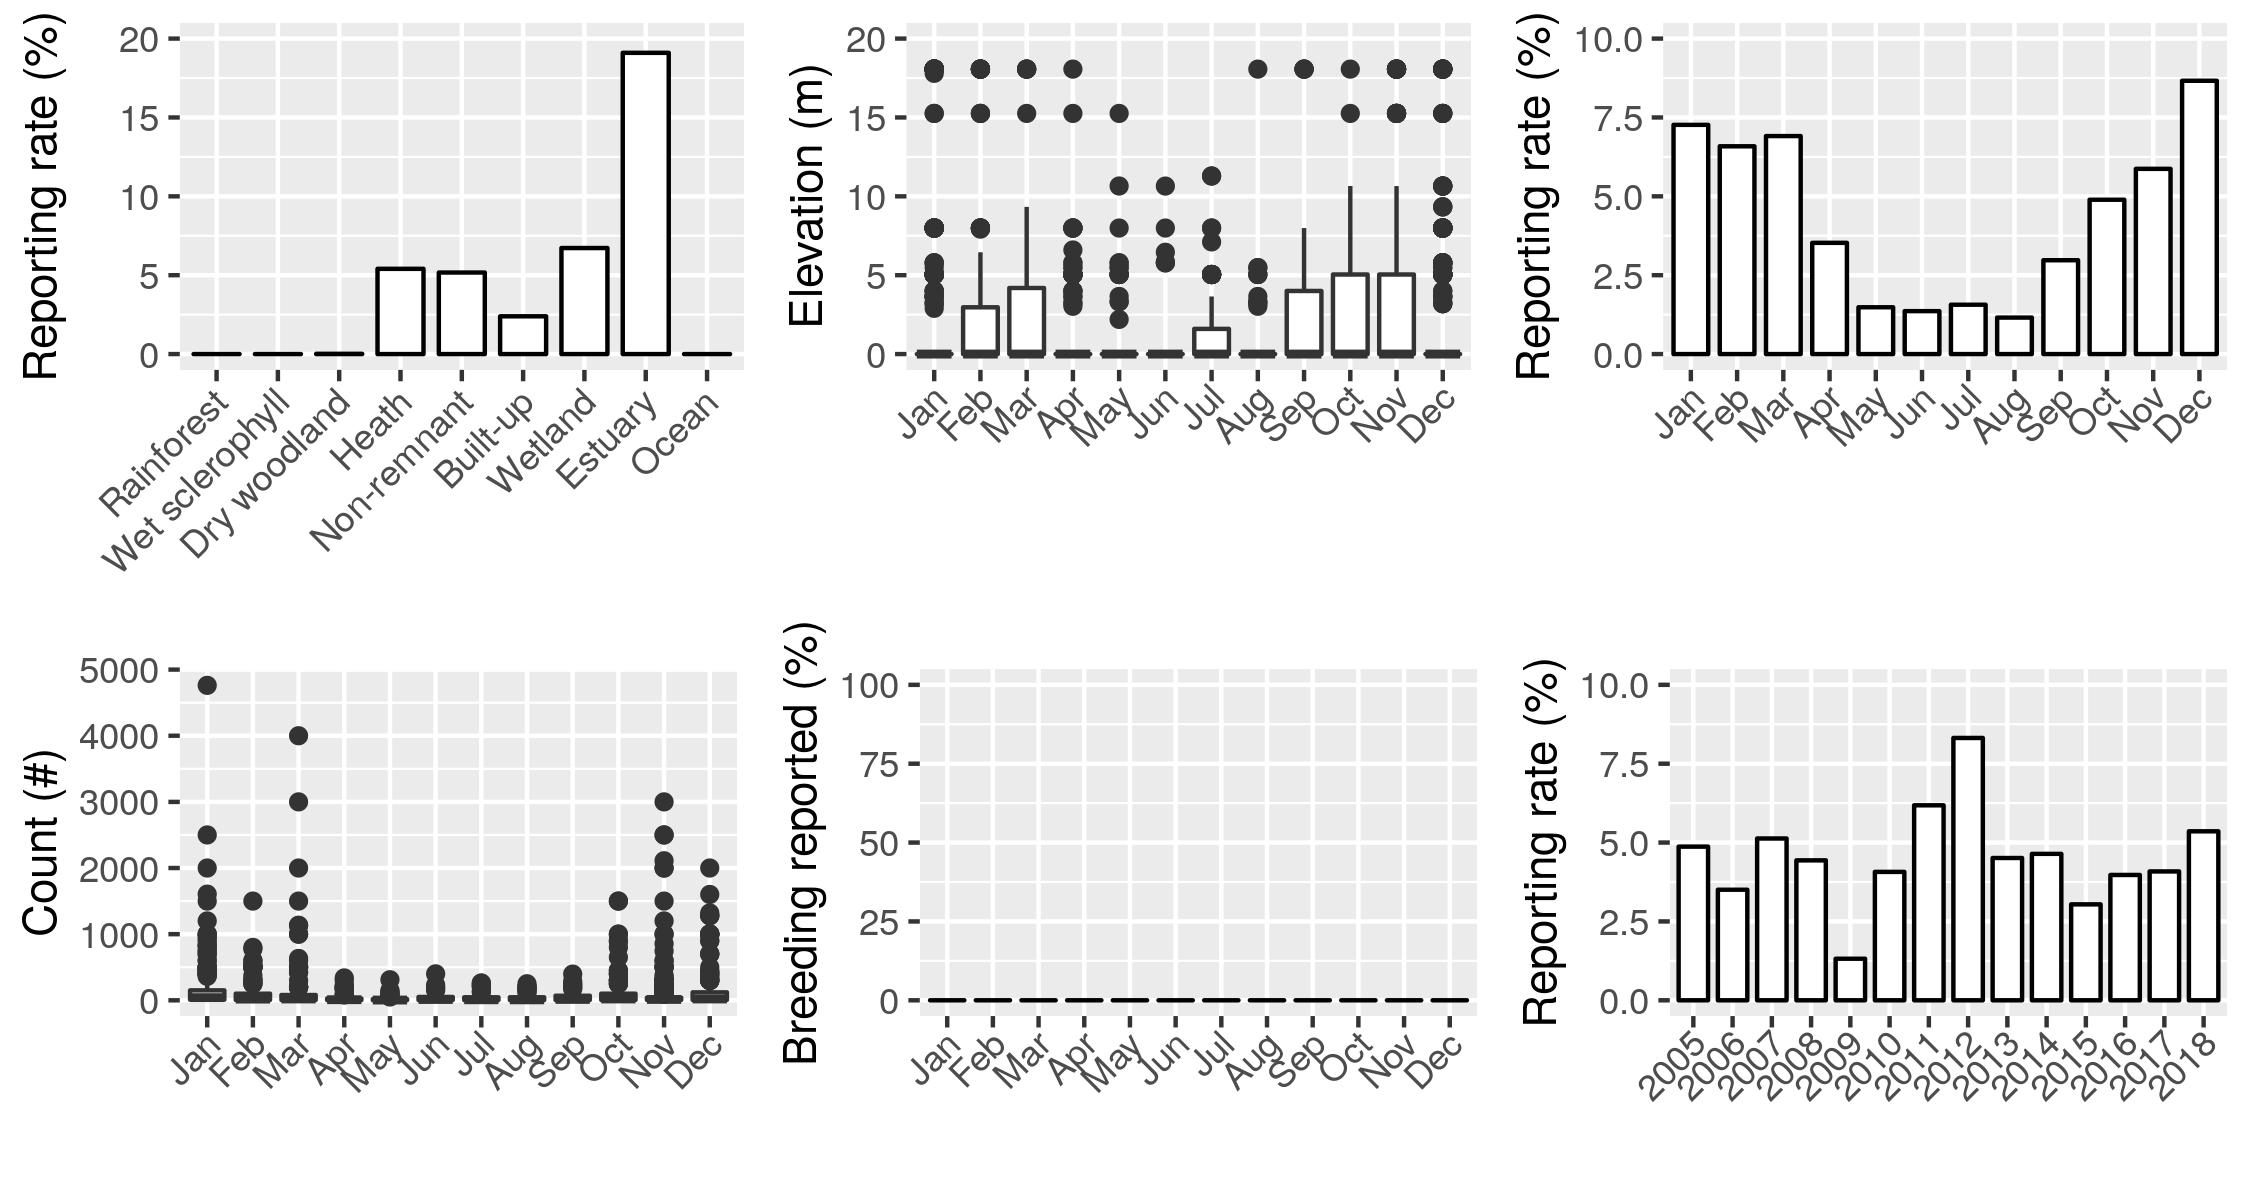 Reporting rate (%)
20
15
10
5
0
Rainforest
Wet sclerophyll
Dry woodland
Heath
Non-remnant
Built-up
Wetland
Estuary
Ocean
Elevation (m)
20
15
10
5
0
Jan
Feb
Mar
Apr
May
Jun
Jul
Aug
Sep
Oct
Nov
Dec
Reporting rate (%)
10.0
7.5
5.0
2.5
0.0
Jan
Feb
Mar
Apr
May
Jun
Jul
Aug
Sep
Oct
Nov
Dec
Count (#)
5000
4000
3000
2000
1000
0
Jan
Feb
Mar
Apr
May
Jun
Jul
Aug
Sep
Oct
Nov
Dec
Breeding reported (%)
100
75
50
25
0
Jan
Feb
Mar
Apr
May
Jun
Jul
Aug
Sep
Oct
Nov
Dec
Reporting rate (%)
10.0
7.5
5.0
2.5
0.0
2005
2006
2007
2008
2009
2010
2011
2012
2013
2014
2015
2016
2017
2018